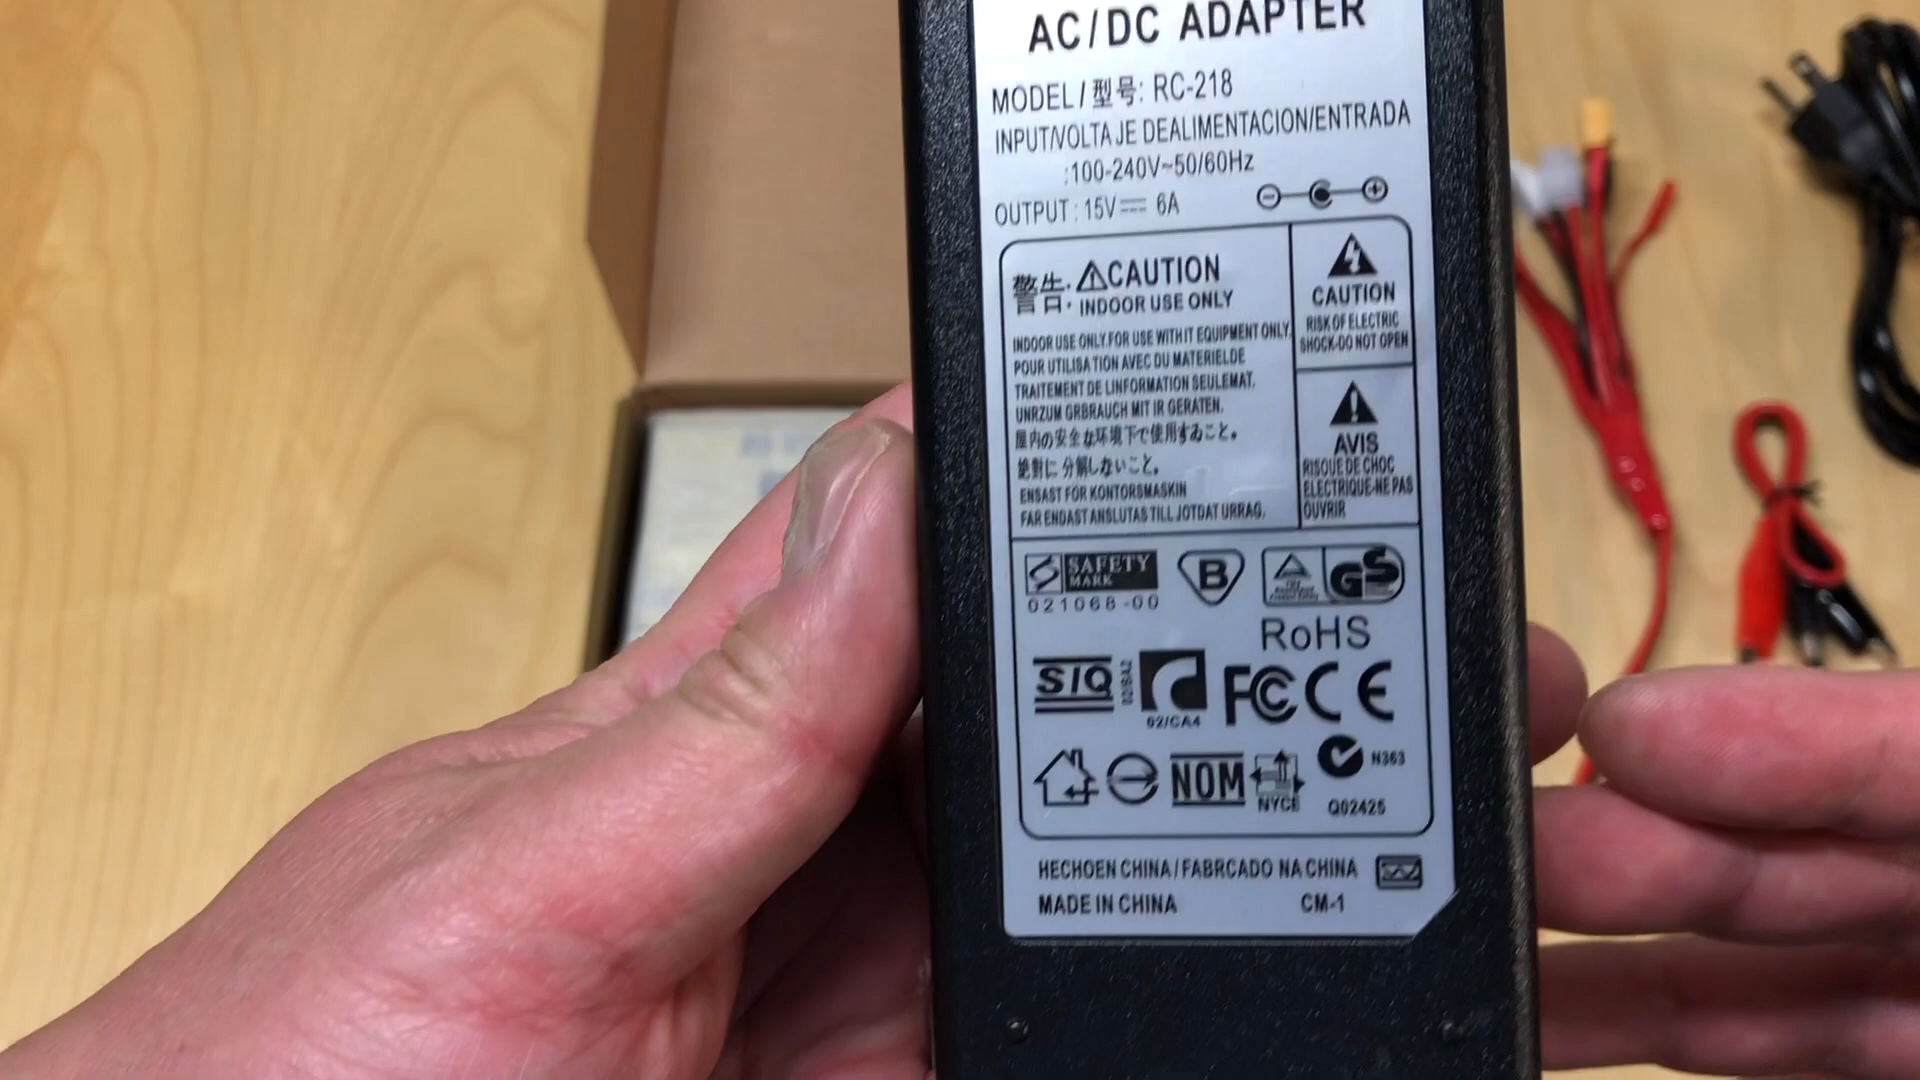 AC/DC ADAPTER
MODEL / 型号: RC-218
INPUT/VOLTA JE DEALIMENTACION/ENTRADA
:100-240V~50/60Hz
OUTPUT : 15V 6A
警告. CAUTION
INDOOR USE ONLY
INDOOR USE ONLY.FOR USE WITH IT EQUIPMENT ONLY.
POUR UTILISA TION AVEC DU MATERIELDE
TRAITEMENT DE LINFORMATION SEULEMAT.
UNRZUM GRBRAUCH MIT IR GERATEN.
屋内の安全な环境下で使用すゐこと。
絶對に 分解しないこと。
ENSAST FÖR KONTORSMASKIN
FAR ENDAST ANSLUTAS TILL JOTDAT URRAG.
CAUTION
RISK OF ELECTRIC
SHOCK-DO NOT OPEN
AVIS
RISQUE DE CHOC
ELECTRIQUE-NE PAS
OUVRIR
SAFETY
MARK
021068-00
B
GS
RoHS
SIQ
02/CA4
FC CE
NOM
NYCE
N363
Q02425
HECHOEN CHINA / FABRCADO NA CHINA
MADE IN CHINA CM-1